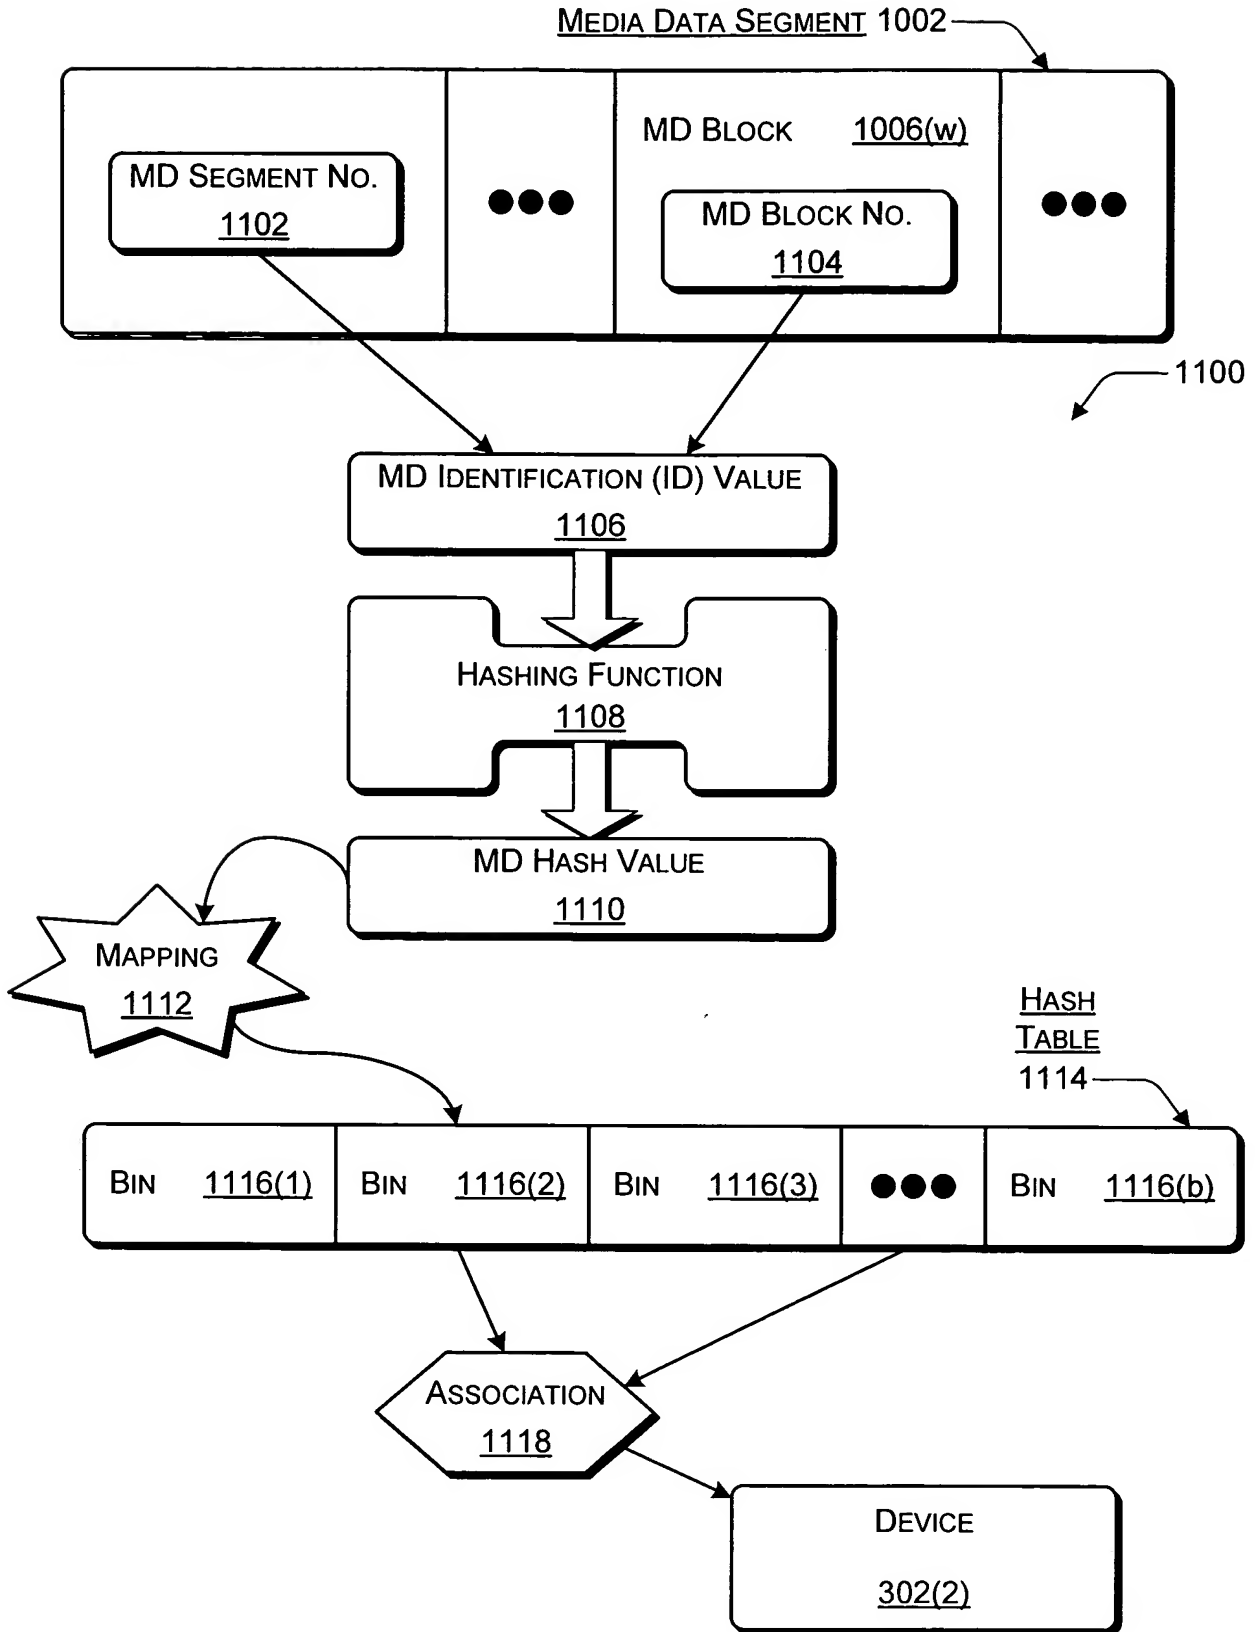 MEDIA DATA SEGMENT 1002
MD BLOCK 1006(w)
MD SEGMENT NO.
1102
MD BLOCK NO.
1104
1100
MD IDENTIFICATION (ID) VALUE
1106
HASHING FUNCTION
1108
MD HASH VALUE
1110
MAPPING
1112
HASH
TABLE
1114
BIN 1116(1) BIN 1116(2) BIN 1116(3) BIN 1116(b)
ASSOCIATION
1118
DEVICE
302(2)